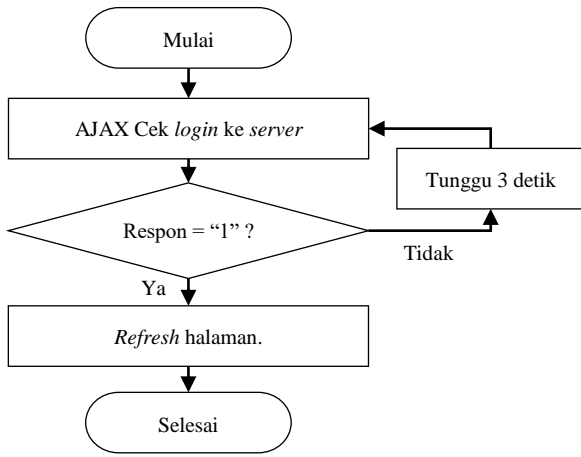 Mulai
AJAX Cek login ke server
Tunggu 3 detik
Respon = “1” ?
Tidak
Ya
Refresh halaman.
Selesai